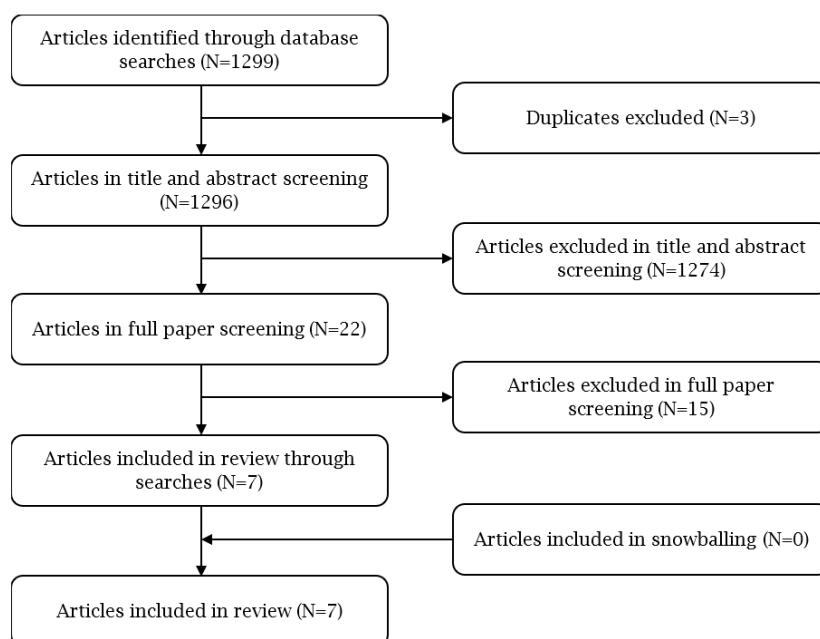 Articles identified through database
searches (N=1299)
Duplicates excluded (N=3)
Articles in title and abstract screening
(N=1296)
Articles excluded in title and abstract
screening (N=1274)
Articles in full paper screening (N=22)
Articles excluded in full paper
screening (N=15)
Articles included in review through
searches (N=7)
Articles included in snowballing (N=0)
Articles included in review (N=7)